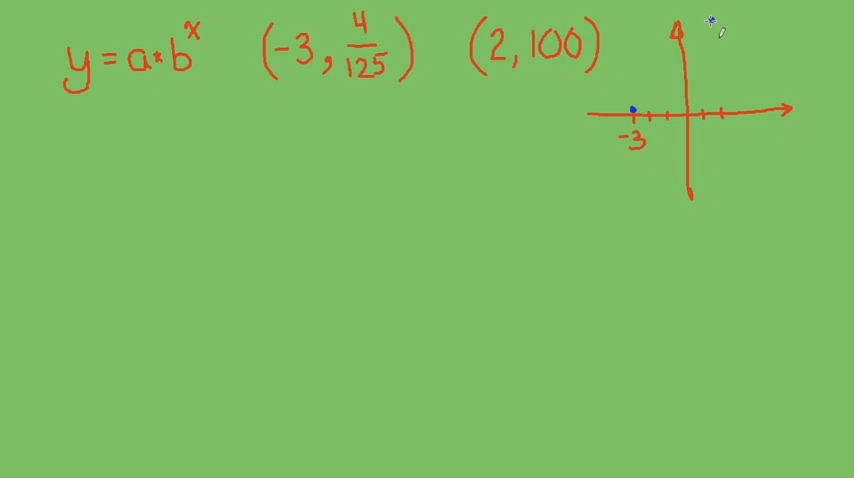 y = a • b^x (-3, 4/125) (2, 100)
-3